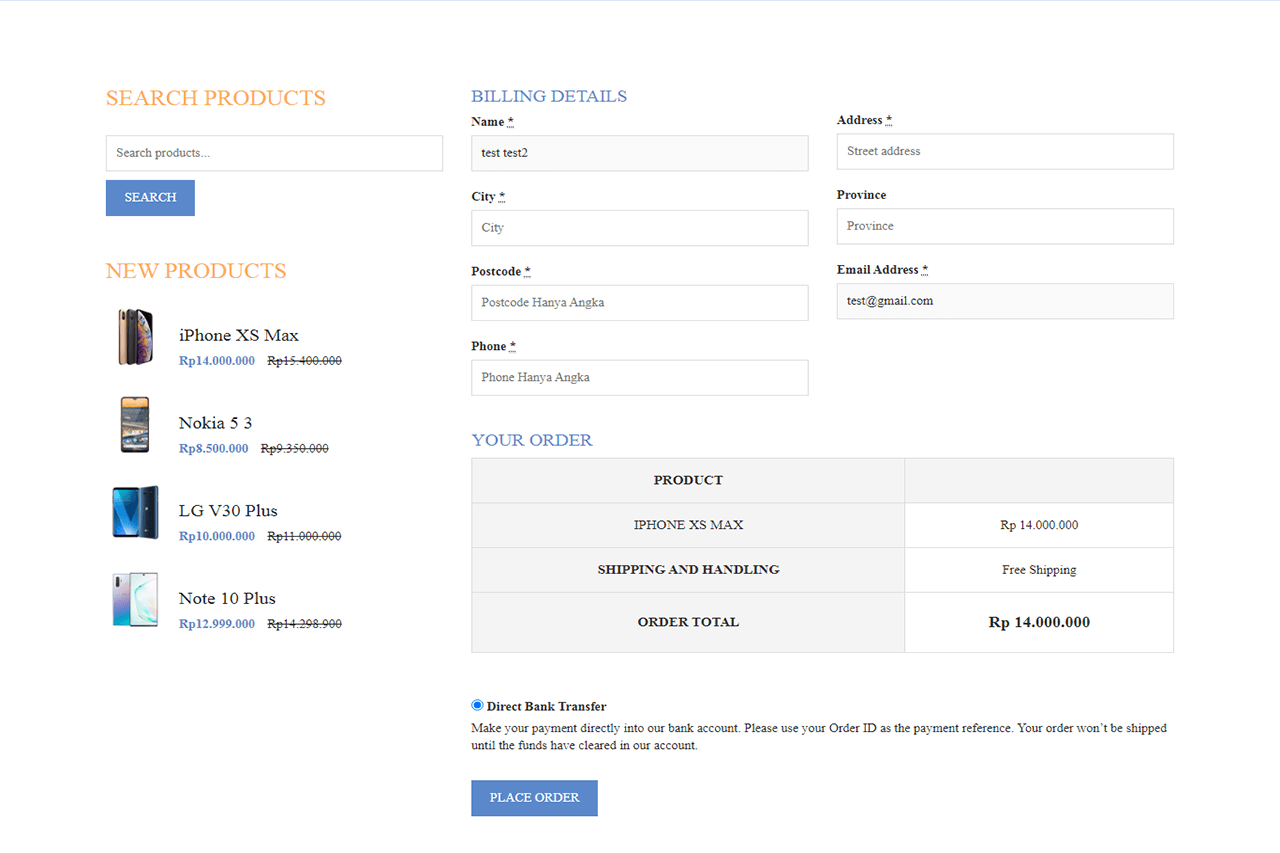 SEARCH PRODUCTS
Search products...
SEARCH
NEW PRODUCTS
iPhone XS Max
Rp14.000.000 Rp15.400.000
Nokia 5 3
Rp8.500.000 Rp9.350.000
LG V30 Plus
Rp10.000.000 Rp11.000.000
Note 10 Plus
Rp12.999.000 Rp14.298.900
BILLING DETAILS
Name *
test test2
Address *
Street address
City *
City
Province
Province
Postcode *
Postcode Hanya Angka
Email Address *
test@gmail.com
Phone *
Phone Hanya Angka
YOUR ORDER
PRODUCT
IPHONE XS MAX Rp 14.000.000
SHIPPING AND HANDLING Free Shipping
ORDER TOTAL Rp 14.000.000
Direct Bank Transfer
Make your payment directly into our bank account. Please use your Order ID as the payment reference. Your order won’t be shipped
until the funds have cleared in our account.
PLACE ORDER